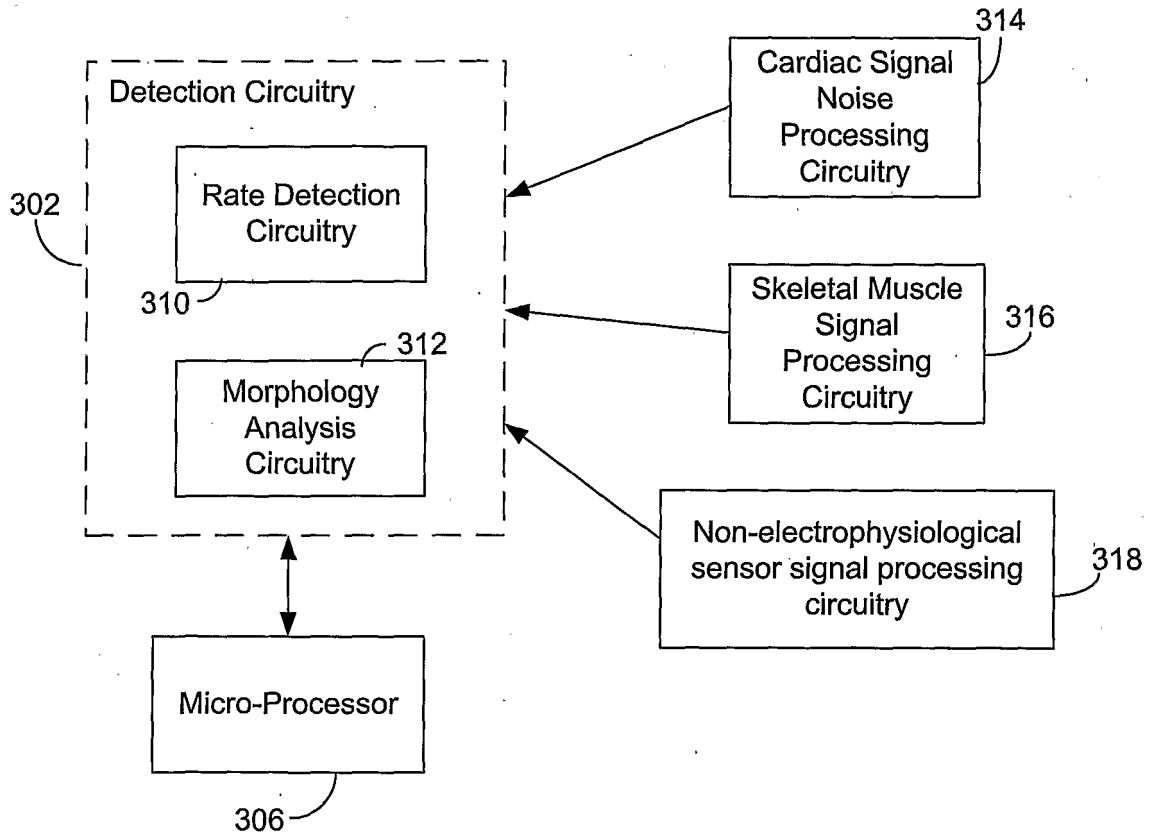 Detection Circuitry
302
Rate Detection
Circuitry
310
312
Morphology
Analysis
Circuitry
Micro-Processor
306
314
Cardiac Signal
Noise
Processing
Circuitry
Skeletal Muscle
Signal
Processing
Circuitry
316
Non-electrophysiological
sensor signal processing
circuitry
318